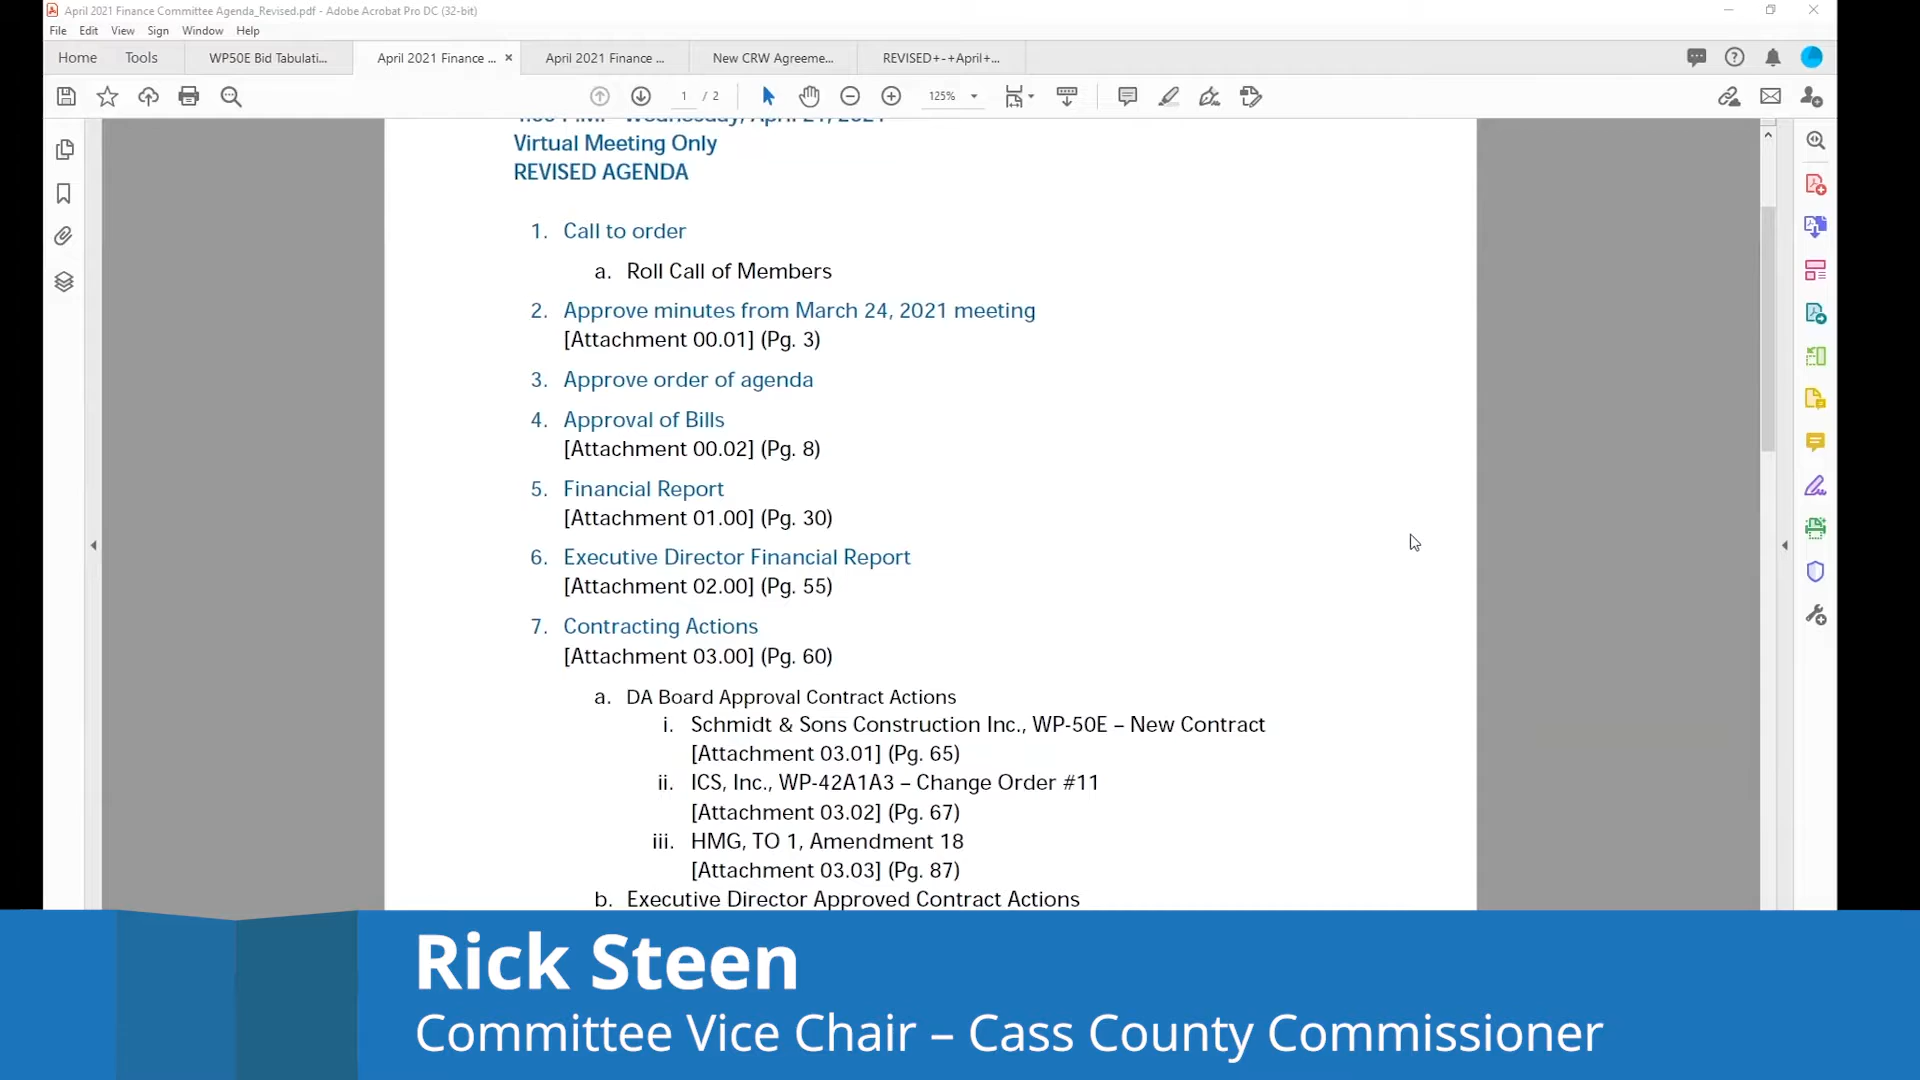 April 2021 Finance Committee Agenda_Revised.pdf - Adobe Acrobat Pro DC (32-bit)
File Edit View Sign Window Help
Home Tools WP50E Bid Tabulati... April 2021 Finance ... × April 2021 Finance ... New CRW Agreeme... REVISED+-+April+...
1 / 2 125%
Wednesday, April 21, 2021
Virtual Meeting Only
REVISED AGENDA
1. Call to order
a. Roll Call of Members
2. Approve minutes from March 24, 2021 meeting
[Attachment 00.01] (Pg. 3)
3. Approve order of agenda
4. Approval of Bills
[Attachment 00.02] (Pg. 8)
5. Financial Report
[Attachment 01.00] (Pg. 30)
6. Executive Director Financial Report
[Attachment 02.00] (Pg. 55)
7. Contracting Actions
[Attachment 03.00] (Pg. 60)
a. DA Board Approval Contract Actions
i. Schmidt & Sons Construction Inc., WP-50E – New Contract
[Attachment 03.01] (Pg. 65)
ii. ICS, Inc., WP-42A1A3 – Change Order #11
[Attachment 03.02] (Pg. 67)
iii. HMG, TO 1, Amendment 18
[Attachment 03.03] (Pg. 87)
b. Executive Director Approved Contract Actions
Rick Steen
Committee Vice Chair – Cass County Commissioner